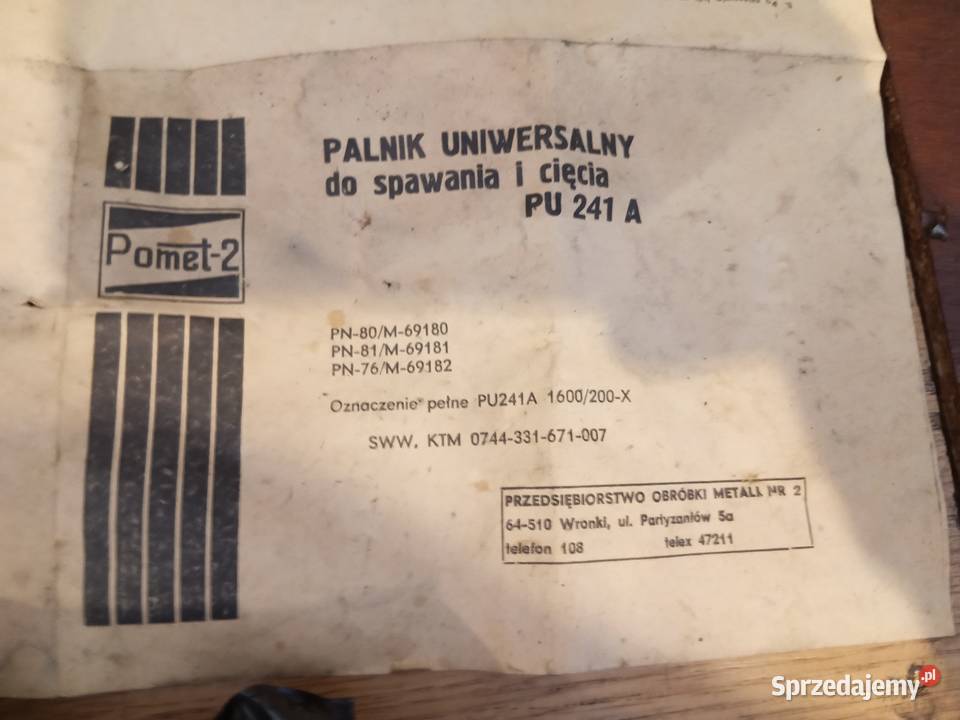 PALNIK UNIWERSALNY
do spawania i cięcia
PU 241 A
Pomet-2
PN-80/M-69180
PN-81/M-69181
PN-76/M-69182
Oznaczenie pełne PU241A 1600/200-X
SWW. KTM 0744-331-671-007
PRZEDSIĘBIORSTWO OBRÓBKI METALI NR 2
64-510 Wronki, ul. Partyzantów 5a
telefon 108 telex 47211
Sprzedajemy.pl